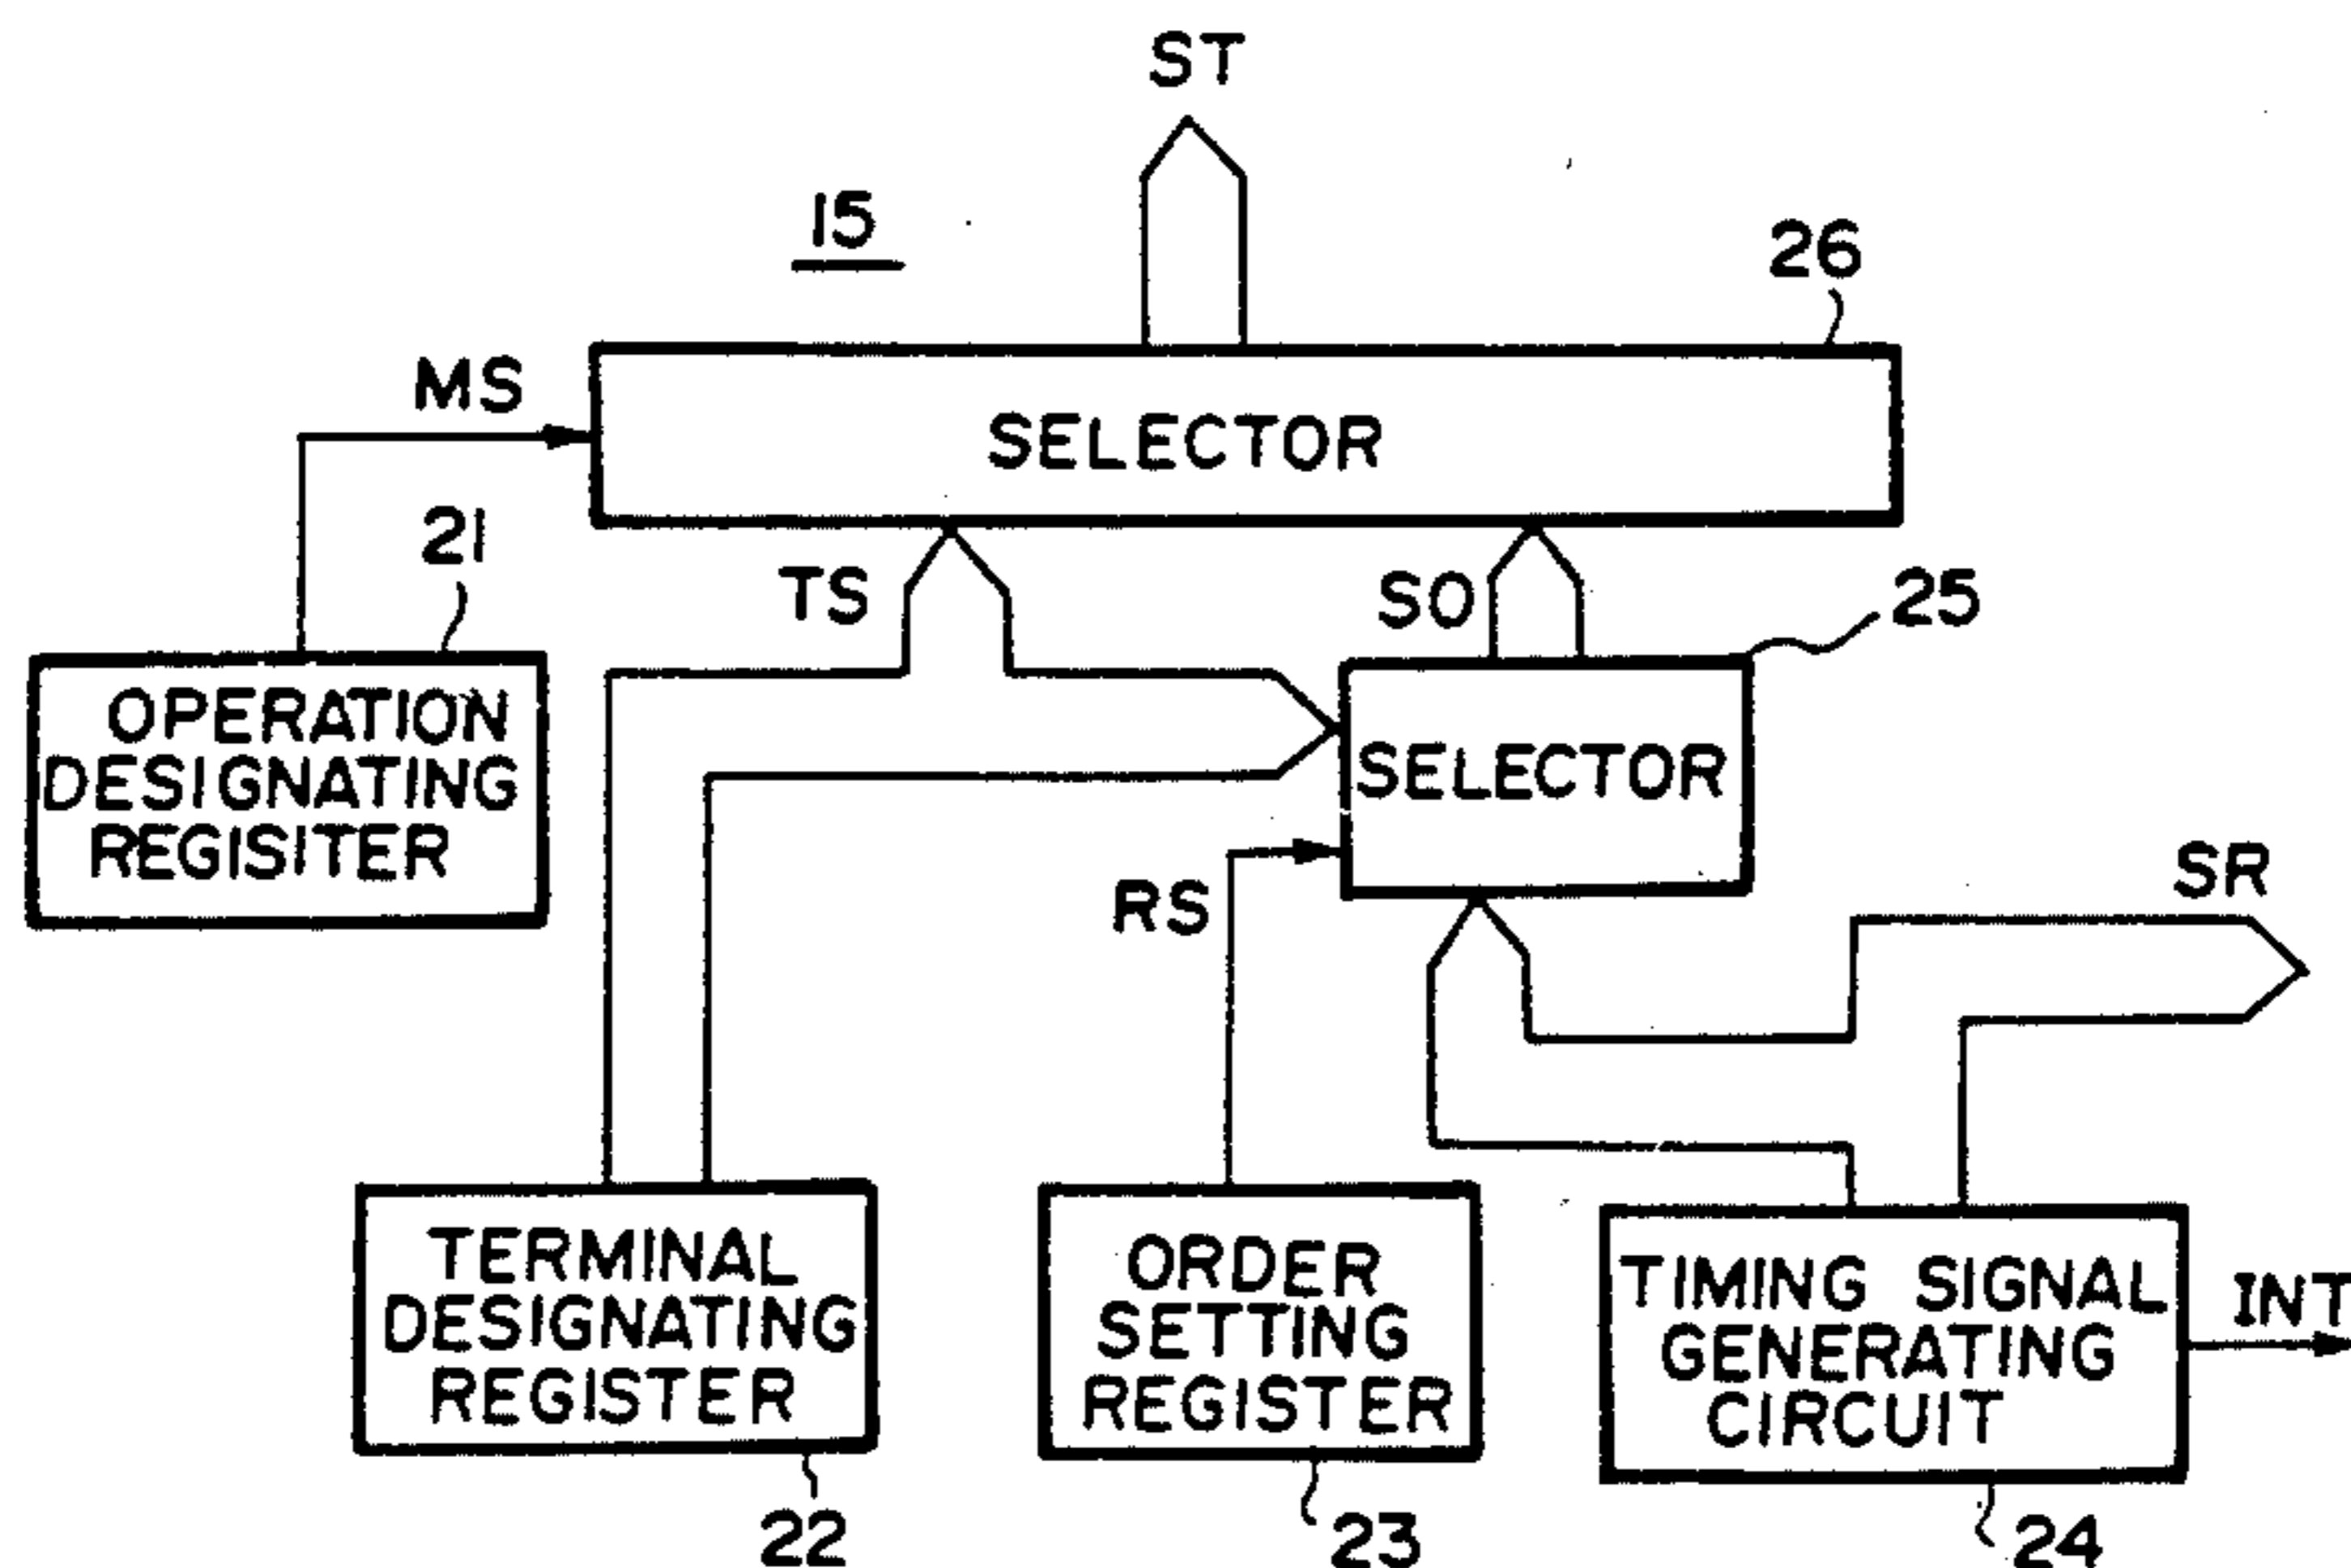 ST
15
26
MS
SELECTOR
21
TS
SO
25
OPERATION
DESIGNATING
REGISITER
SELECTOR
RS
SR
TERMINAL
DESIGNATING
REGISTER
ORDER
SETTING
REGISTER
TIMING SIGNAL
GENERATING
CIRCUIT
INT
22
23
24